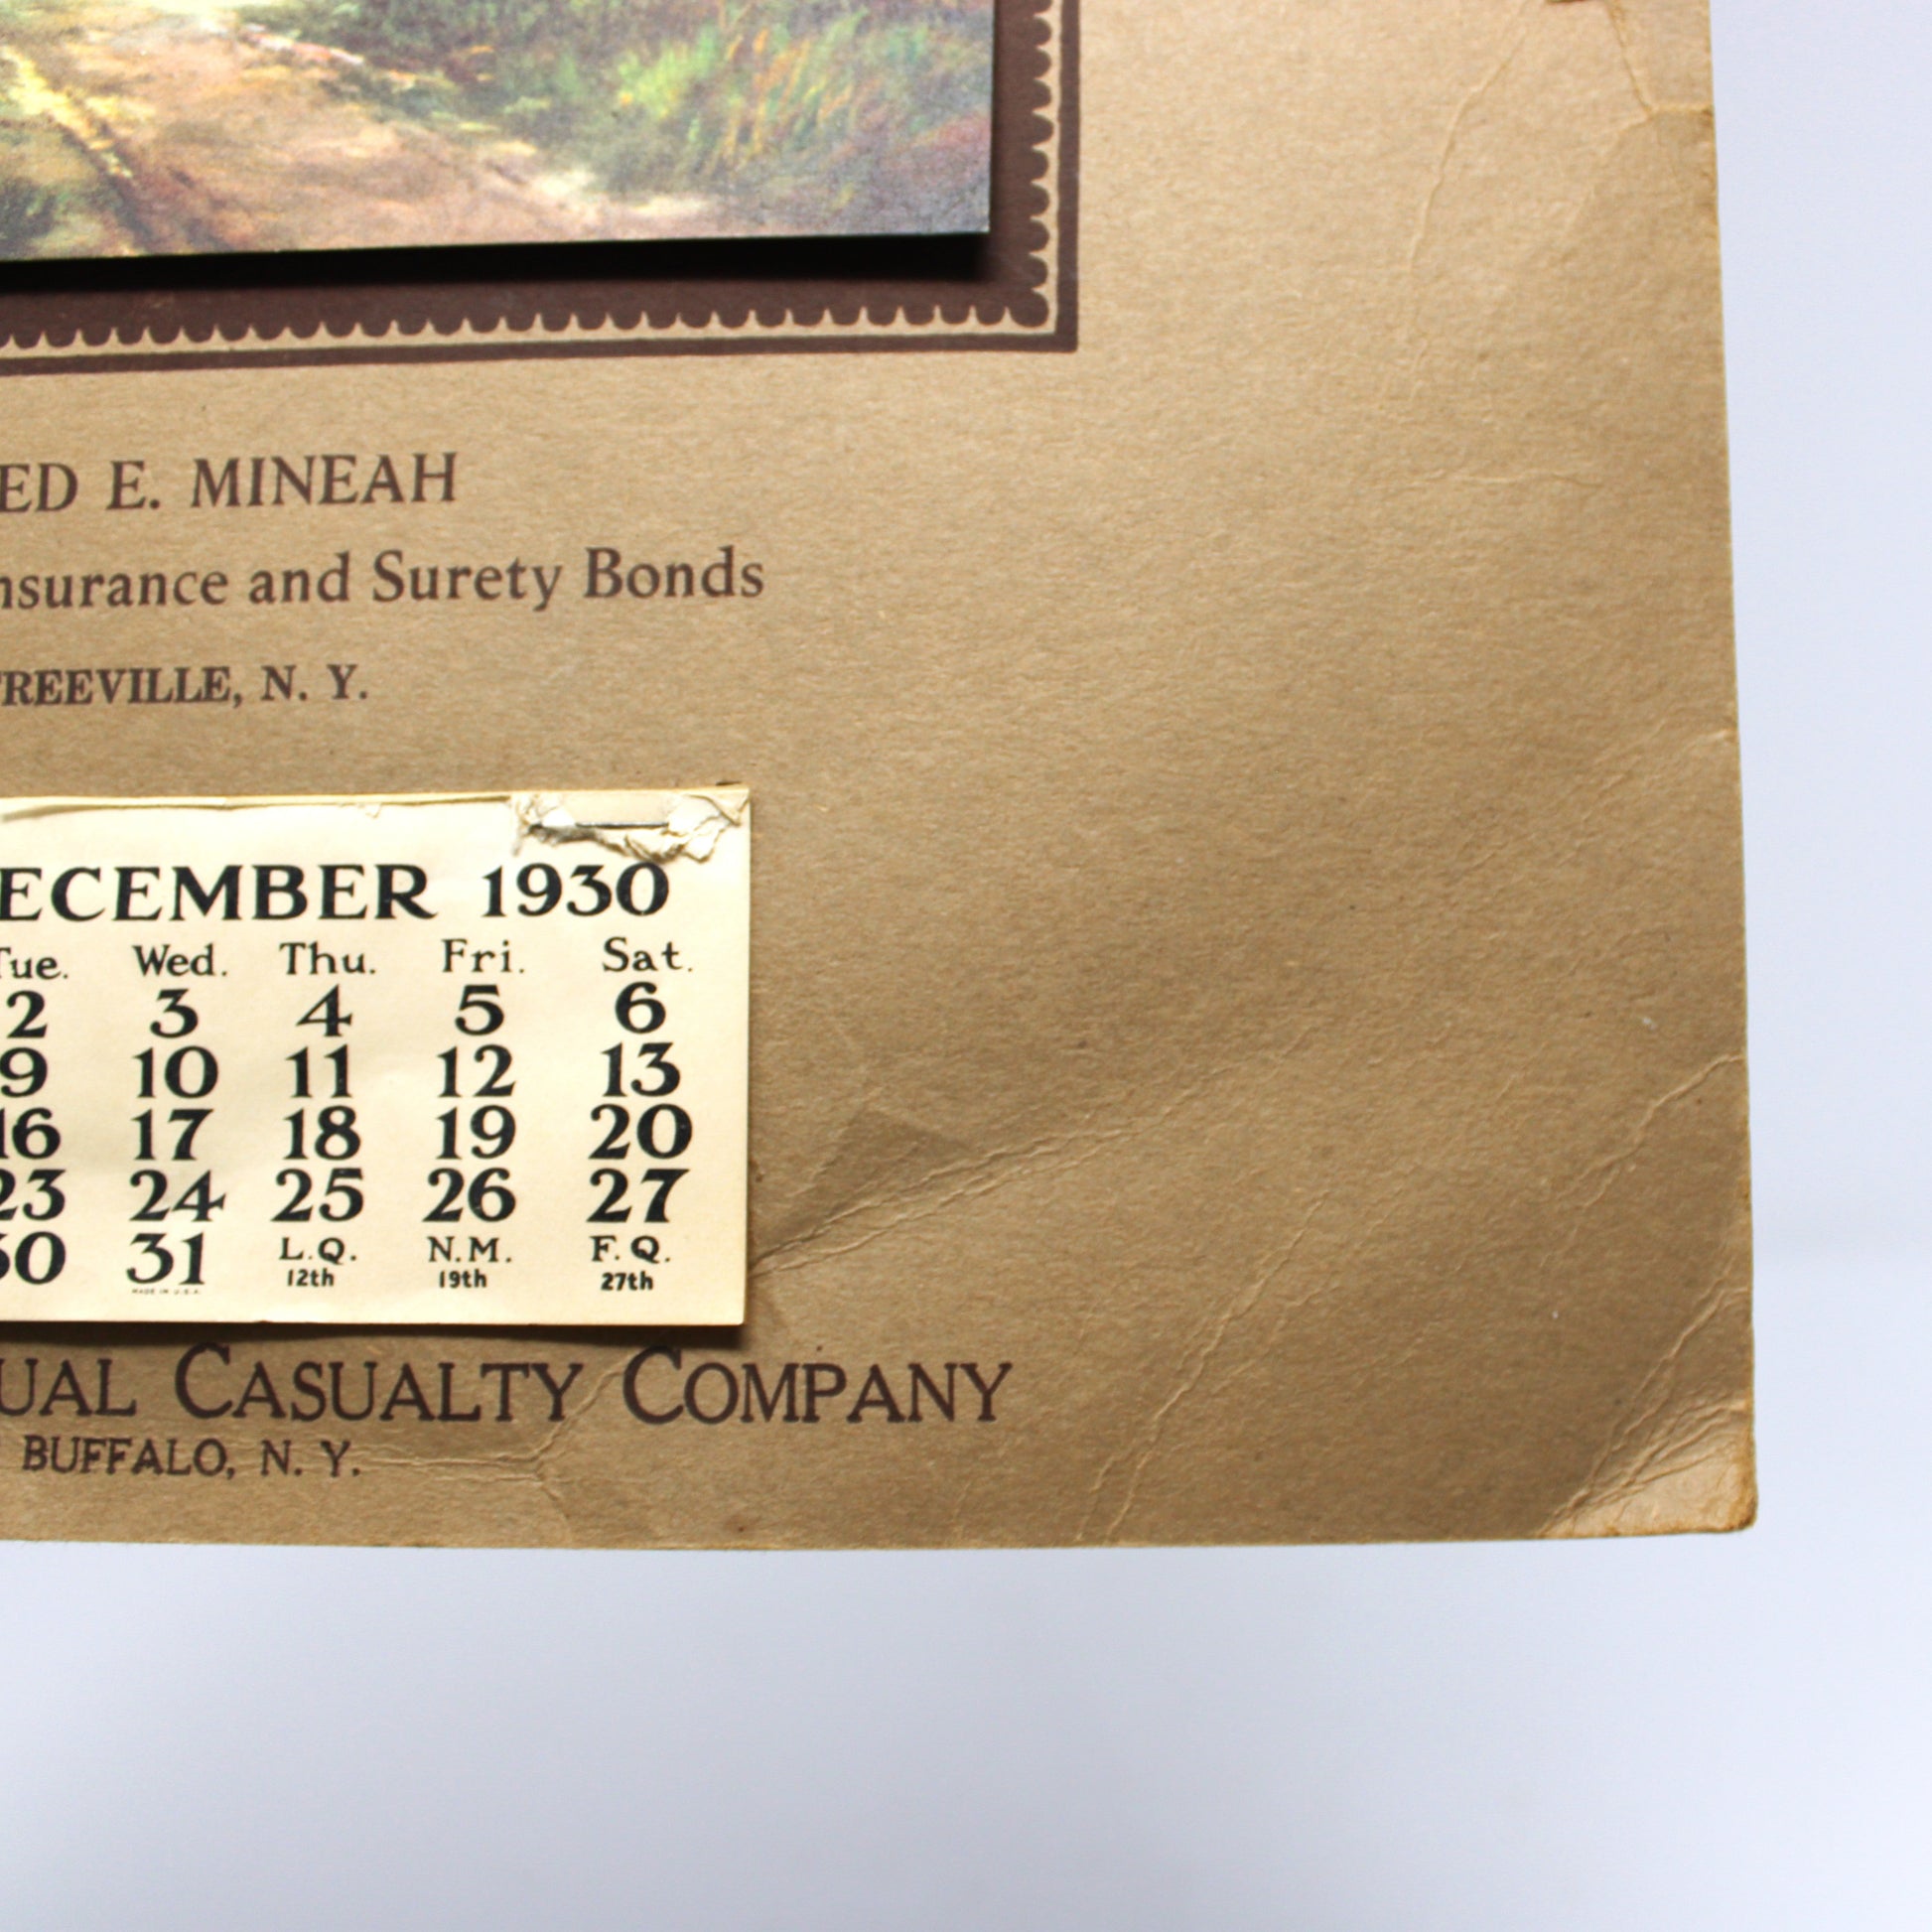 ED E. MINEAH
nsurance and Surety Bonds
REEVILLE, N. Y.
ECEMBER 1930
Tue. Wed. Thu. Fri. Sat.
2 3 4 5 6
9 10 11 12 13
16 17 18 19 20
23 24 25 26 27
30 31 L.Q. N.M. F.Q.
12th 19th 27th
MADE IN U.S.A.
UAL CASUALTY COMPANY
BUFFALO, N. Y.